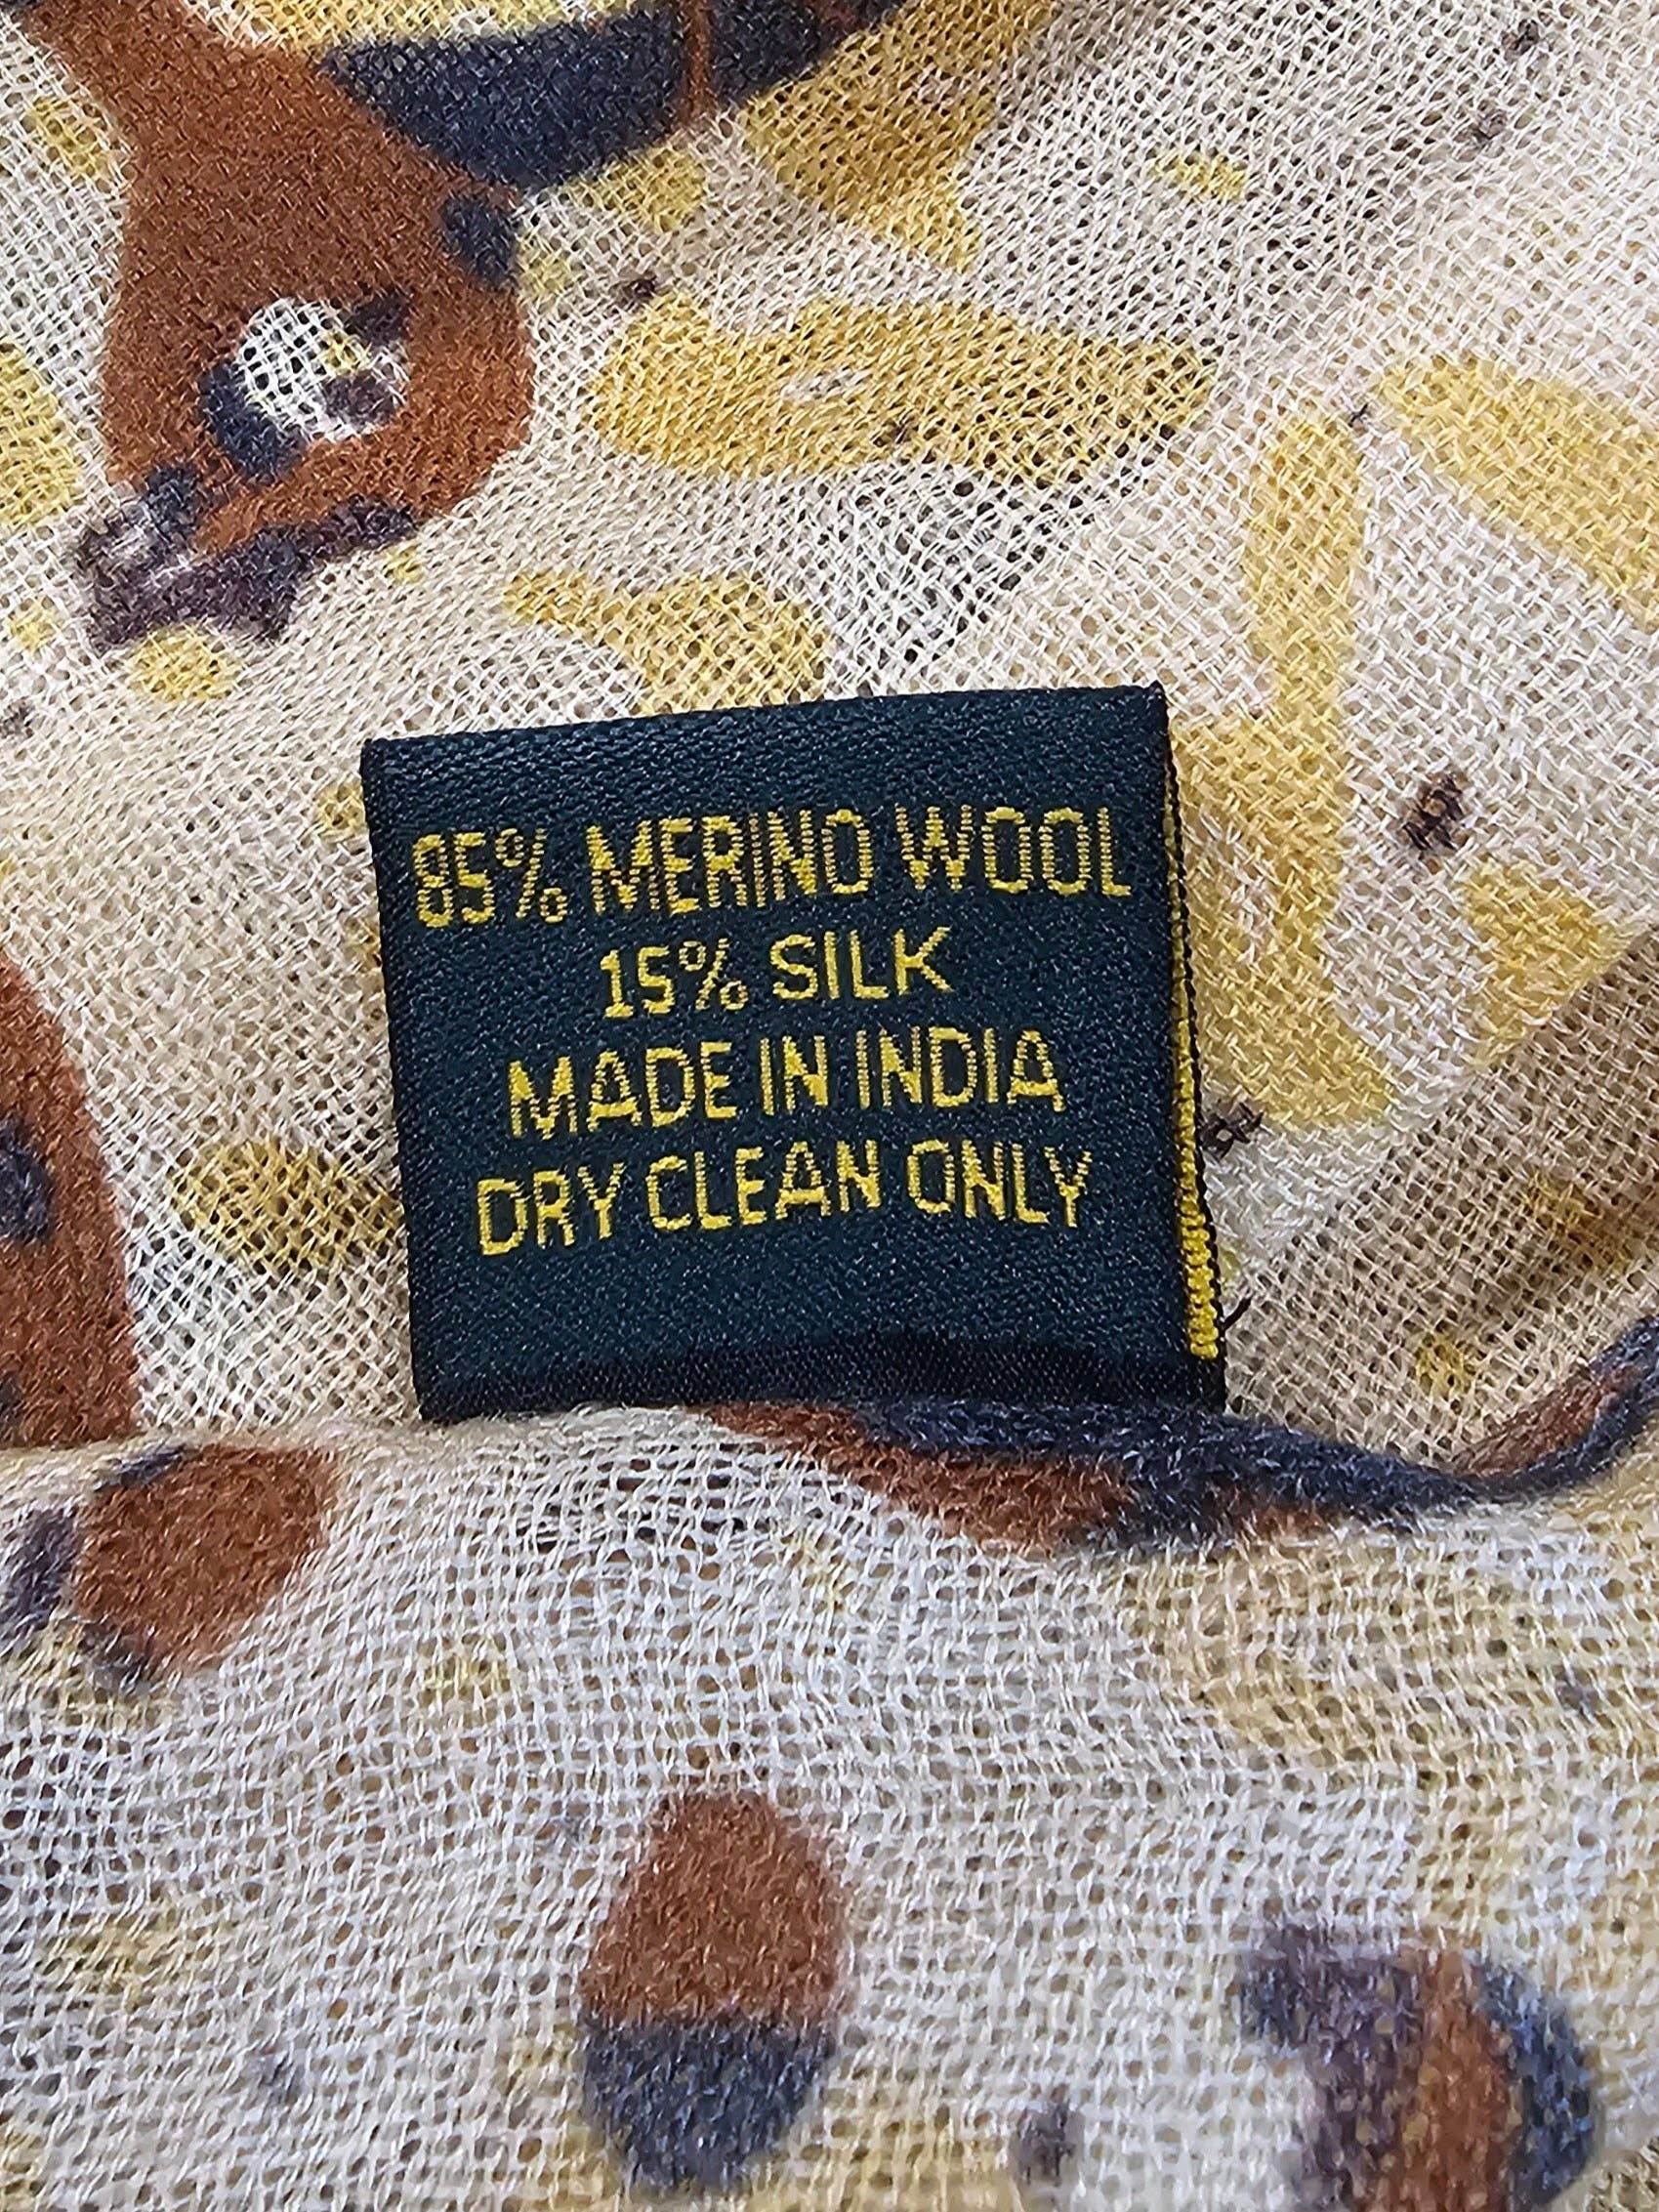 85% MERINO WOOL
15% SILK
MADE IN INDIA
DRY CLEAN ONLY